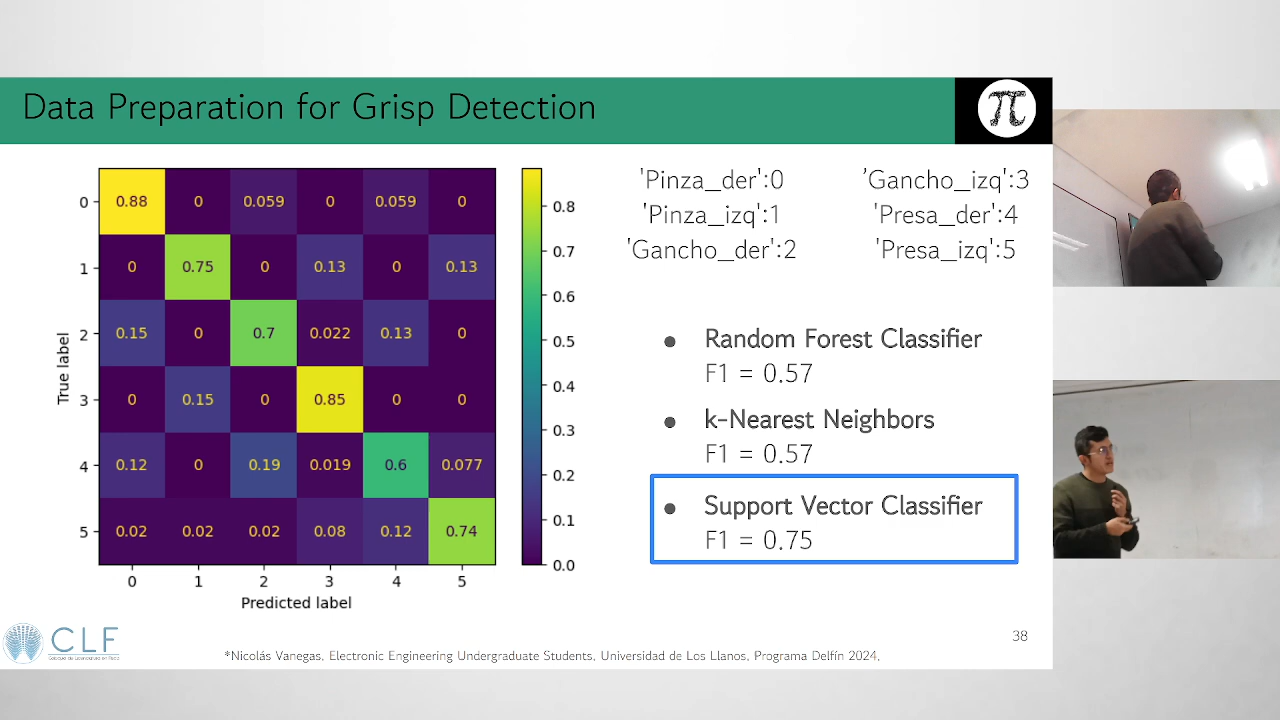 Data Preparation for Grisp Detection
π
0 0.88 0 0.059 0 0.059 0
1 0 0.75 0 0.13 0 0.13
2 0.15 0 0.7 0.022 0.13 0
3 0 0.15 0 0.85 0 0
4 0.12 0 0.19 0.019 0.6 0.077
5 0.02 0.02 0.02 0.08 0.12 0.74
0 1 2 3 4 5
True label
Predicted label
0.8
0.7
0.6
0.5
0.4
0.3
0.2
0.1
0.0
'Pinza_der':0
'Pinza_izq':1
'Gancho_der':2
’Gancho_izq':3
'Presa_der':4
'Presa_izq':5
• Random Forest Classifier
F1 = 0.57
• k-Nearest Neighbors
F1 = 0.57
• Support Vector Classifier
F1 = 0.75
38
CLF
*Nicolás Vanegas, Electronic Engineering Undergraduate Students, Universidad de Los Llanos, Programa Delfín 2024,